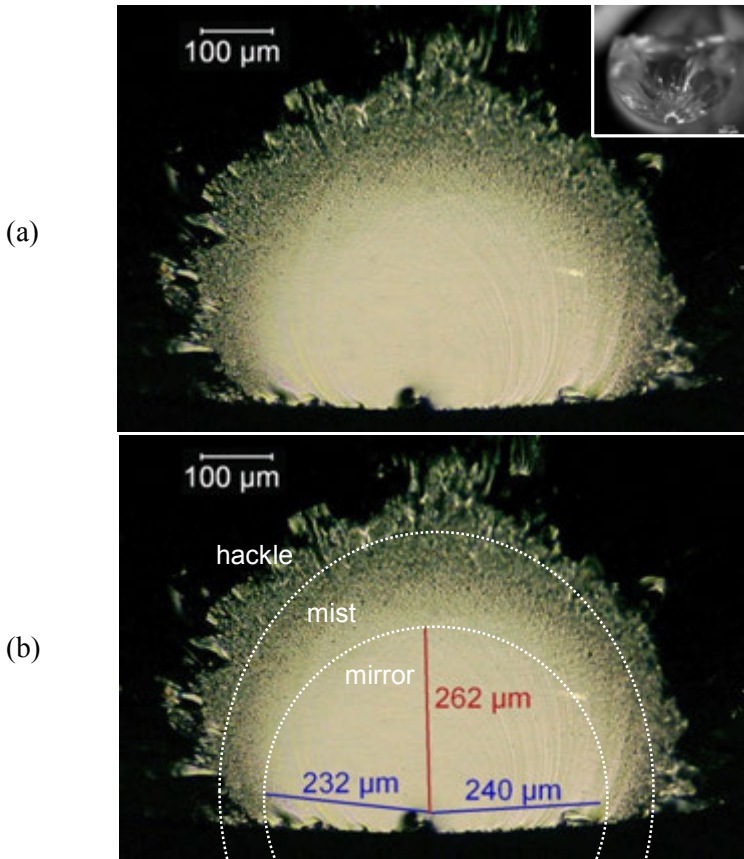 100 µm
(a)
100 µm
hackle
mist
(b)
mirror
262 µm
232 µm
240 µm